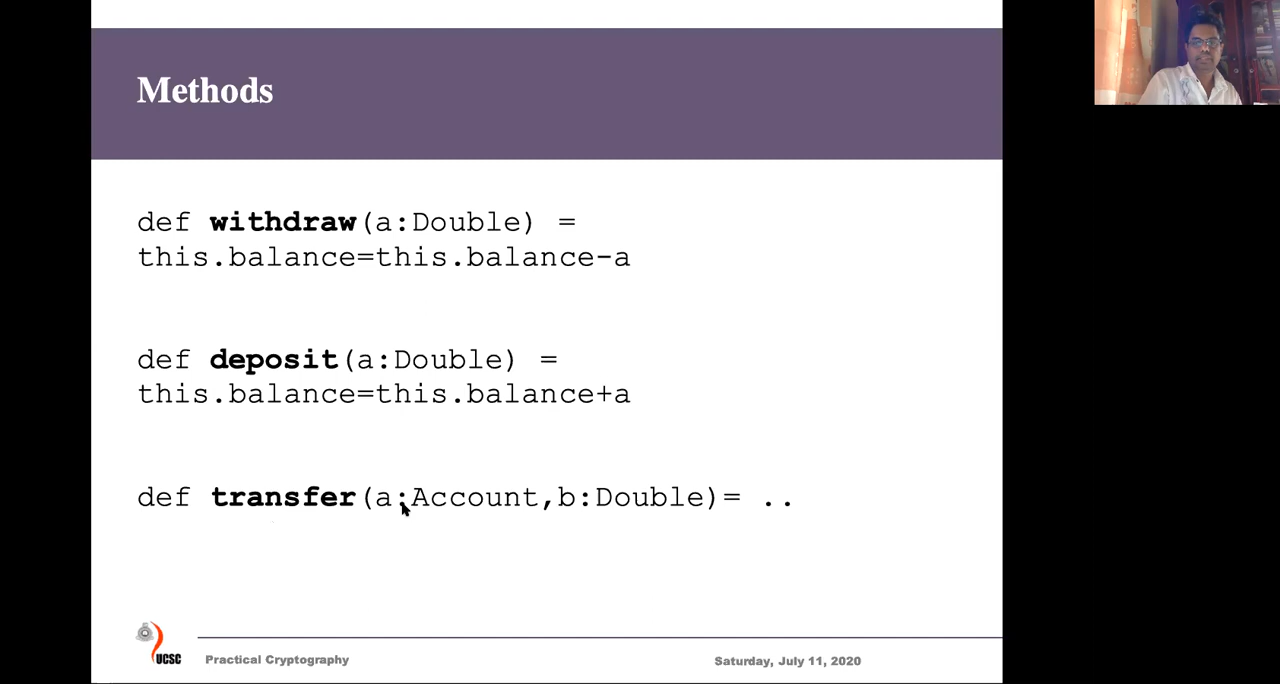 Methods
def withdraw(a:Double) =
this.balance=this.balance-a
def deposit(a:Double) =
this.balance=this.balance+a
def transfer(a:Account,b:Double)= ..
UCSC
Practical Cryptography
Saturday, July 11, 2020